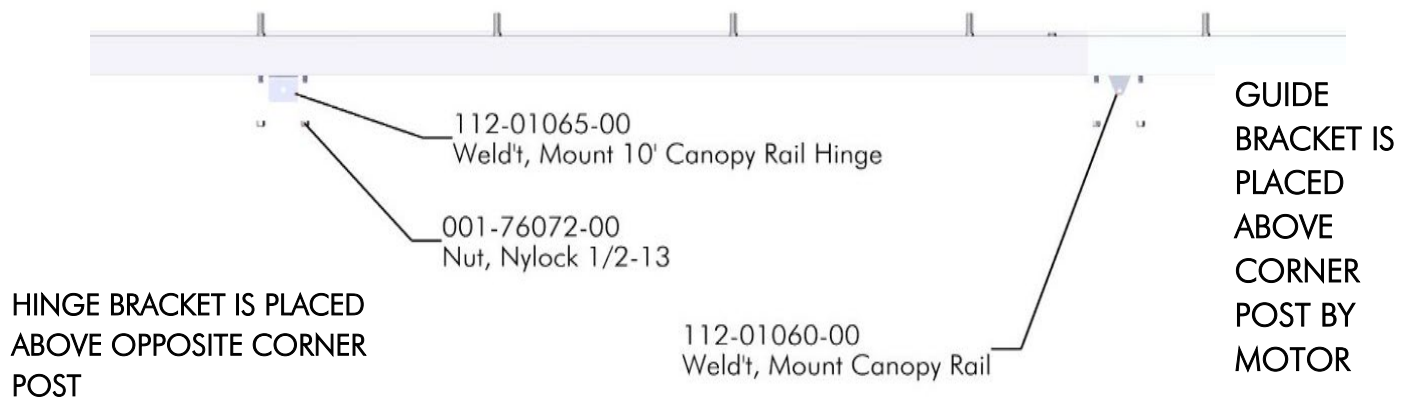 112-01065-00
Weld't, Mount 10' Canopy Rail Hinge
001-76072-00
Nut, Nylock 1/2-13
HINGE BRACKET IS PLACED
ABOVE OPPOSITE CORNER
POST
112-01060-00
Weld't, Mount Canopy Rail
GUIDE
BRACKET IS
PLACED
ABOVE
CORNER
POST BY
MOTOR